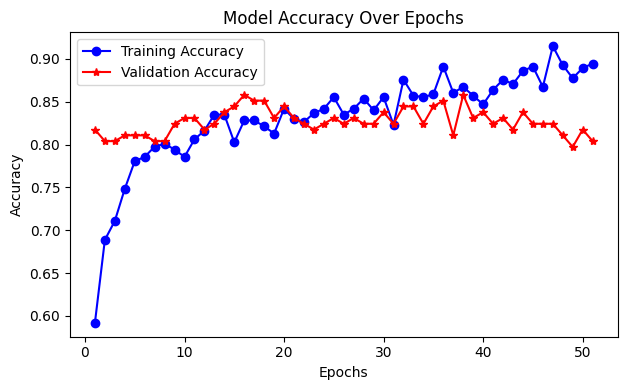 Model Accuracy Over Epochs
Training Accuracy
Validation Accuracy
0.90
0.85
0.80
0.75
0.70
0.65
0.60
Accuracy
0
10
20
30
40
50
Epochs